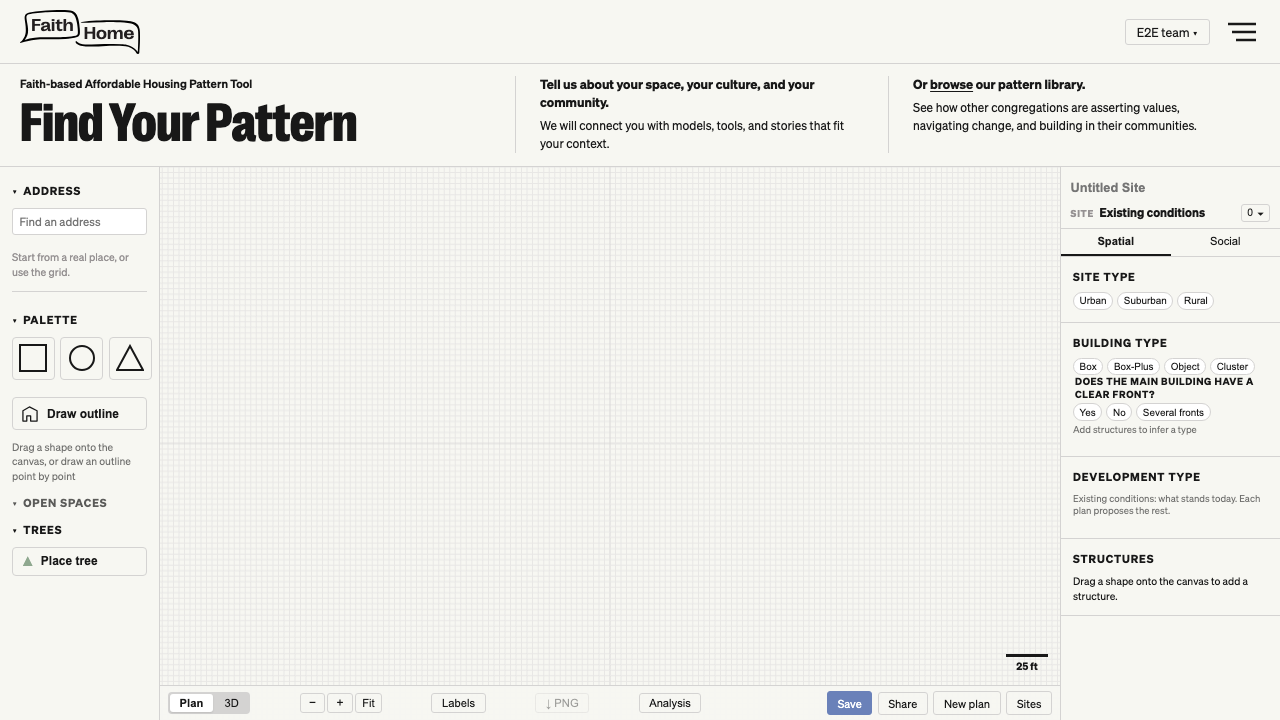 Faith
Home
E2E team ▾
Faith-based Affordable Housing Pattern Tool
Find Your Pattern
Tell us about your space, your culture, and your
community.
We will connect you with models, tools, and stories that fit
your context.
Or browse our pattern library.
See how other congregations are asserting values,
navigating change, and building in their communities.
▾ ADDRESS
Find an address
Start from a real place, or
use the grid.
▾ PALETTE
Draw outline
Drag a shape onto the
canvas, or draw an outline
point by point
▾ OPEN SPACES
▾ TREES
Place tree
25 ft
Plan 3D
− + Fit
Labels
↓ PNG
Analysis
Save
Share
New plan
Sites
Untitled Site
SITE Existing conditions 0
Spatial Social
SITE TYPE
Urban Suburban Rural
BUILDING TYPE
Box Box-Plus Object Cluster
DOES THE MAIN BUILDING HAVE A
CLEAR FRONT?
Yes No Several fronts
Add structures to infer a type
DEVELOPMENT TYPE
Existing conditions: what stands today. Each
plan proposes the rest.
STRUCTURES
Drag a shape onto the canvas to add a
structure.